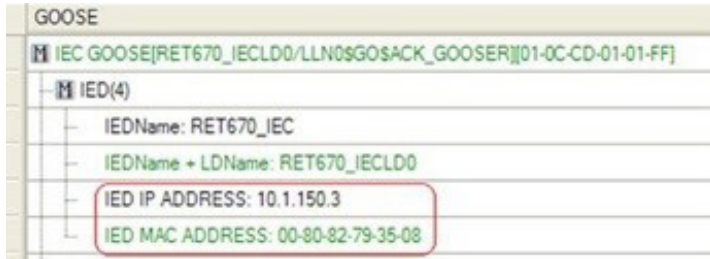 GOOSE
M IEC GOOSE[RET670_IECLD0/LLN0$GO$ACK_GOOSER][01-0C-CD-01-01-FF]
M IED(4)
IEDName: RET670_IEC
IEDName + LDName: RET670_IECLD0
IED IP ADDRESS: 10.1.150.3
IED MAC ADDRESS: 00-80-82-79-35-08